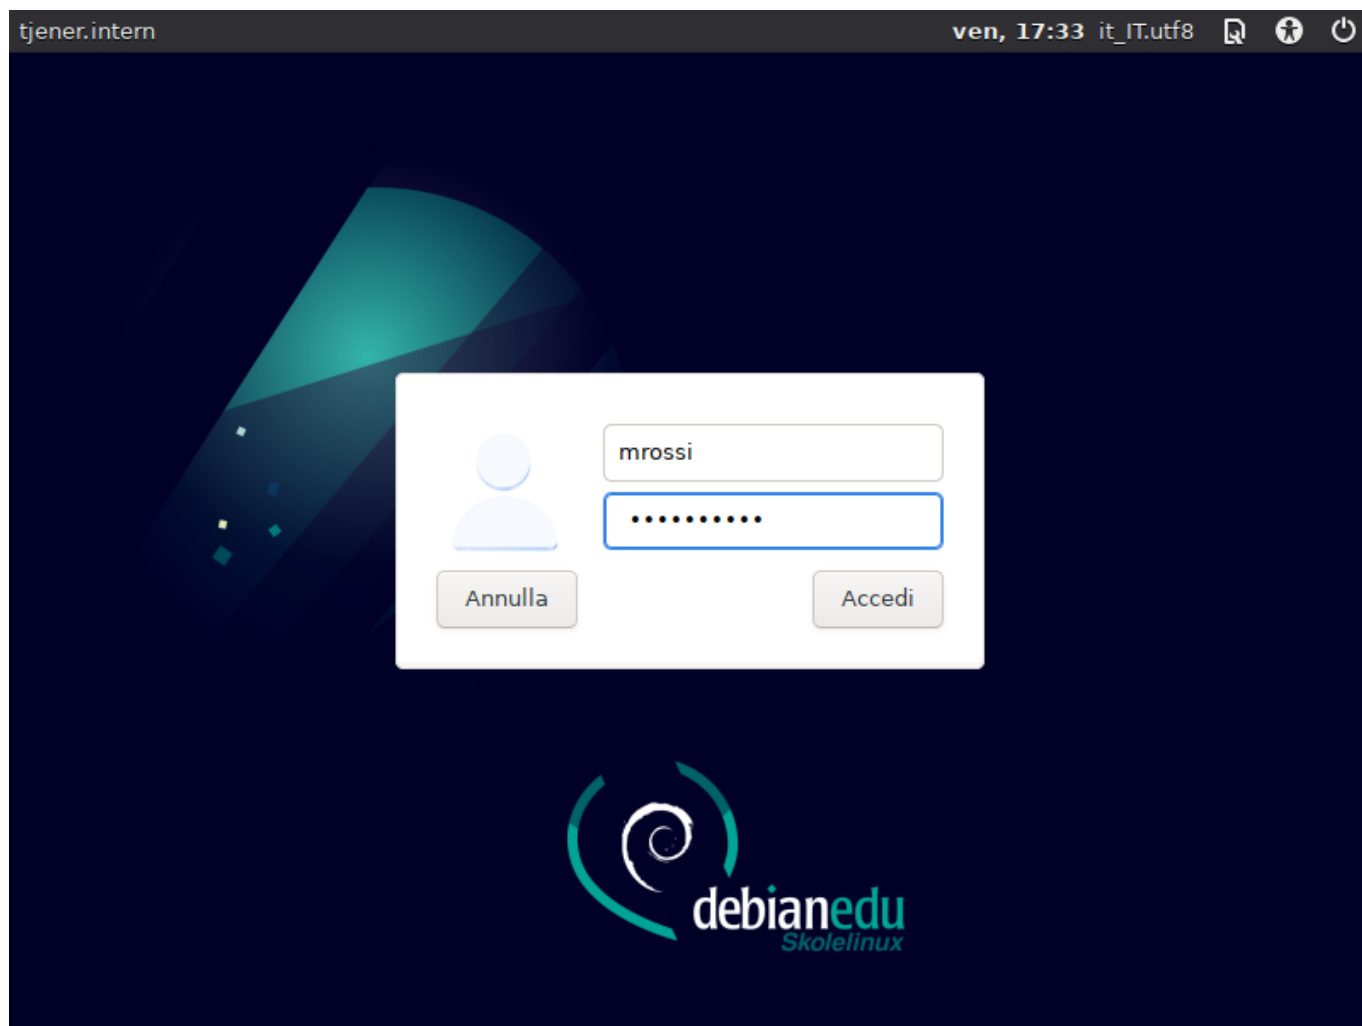 tjener.intern ven, 17:33 it_IT.utf8
mrossi
••••••••••
Annulla Accedi
debianedu
Skolelinux